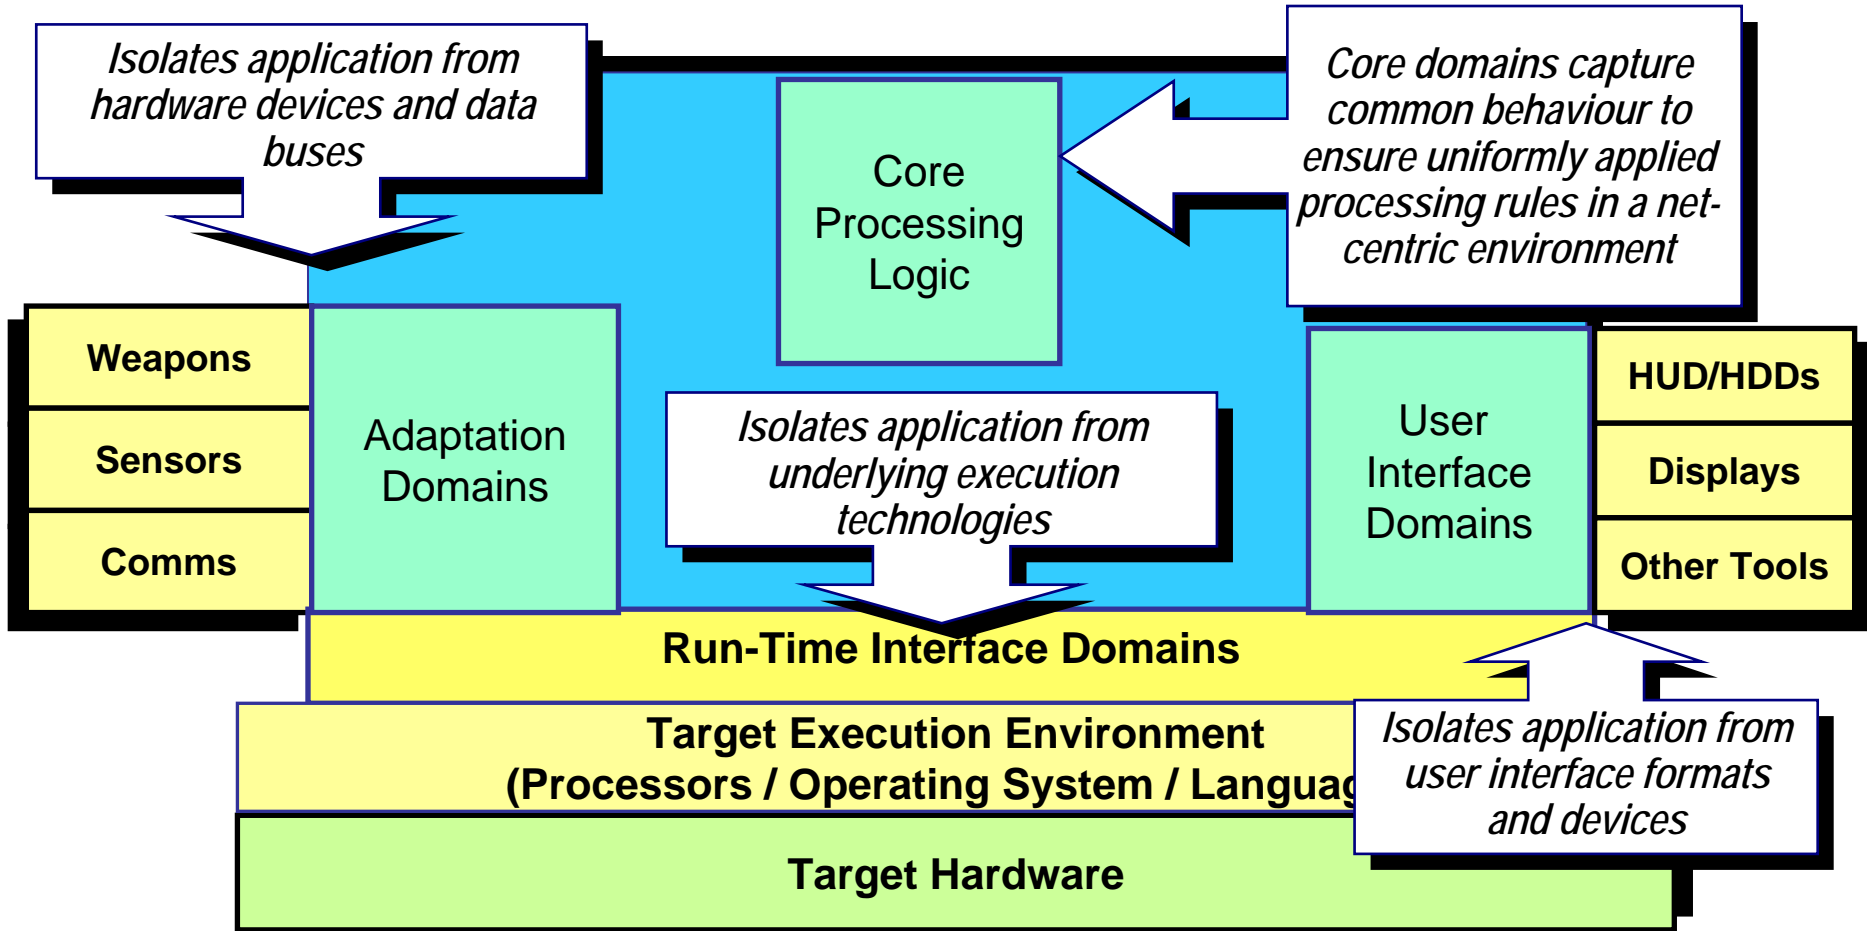 Isolates application from
hardware devices and data
buses
Core domains capture
common behaviour to
ensure uniformly applied
processing rules in a net-
centric environment
Core
Processing
Logic
Weapons
Sensors
Comms
Adaptation
Domains
Isolates application from
underlying execution
technologies
User
Interface
Domains
HUD/HDDs
Displays
Other Tools
Run-Time Interface Domains
Target Execution Environment
(Processors / Operating System / Languag
Isolates application from
user interface formats
and devices
Target Hardware